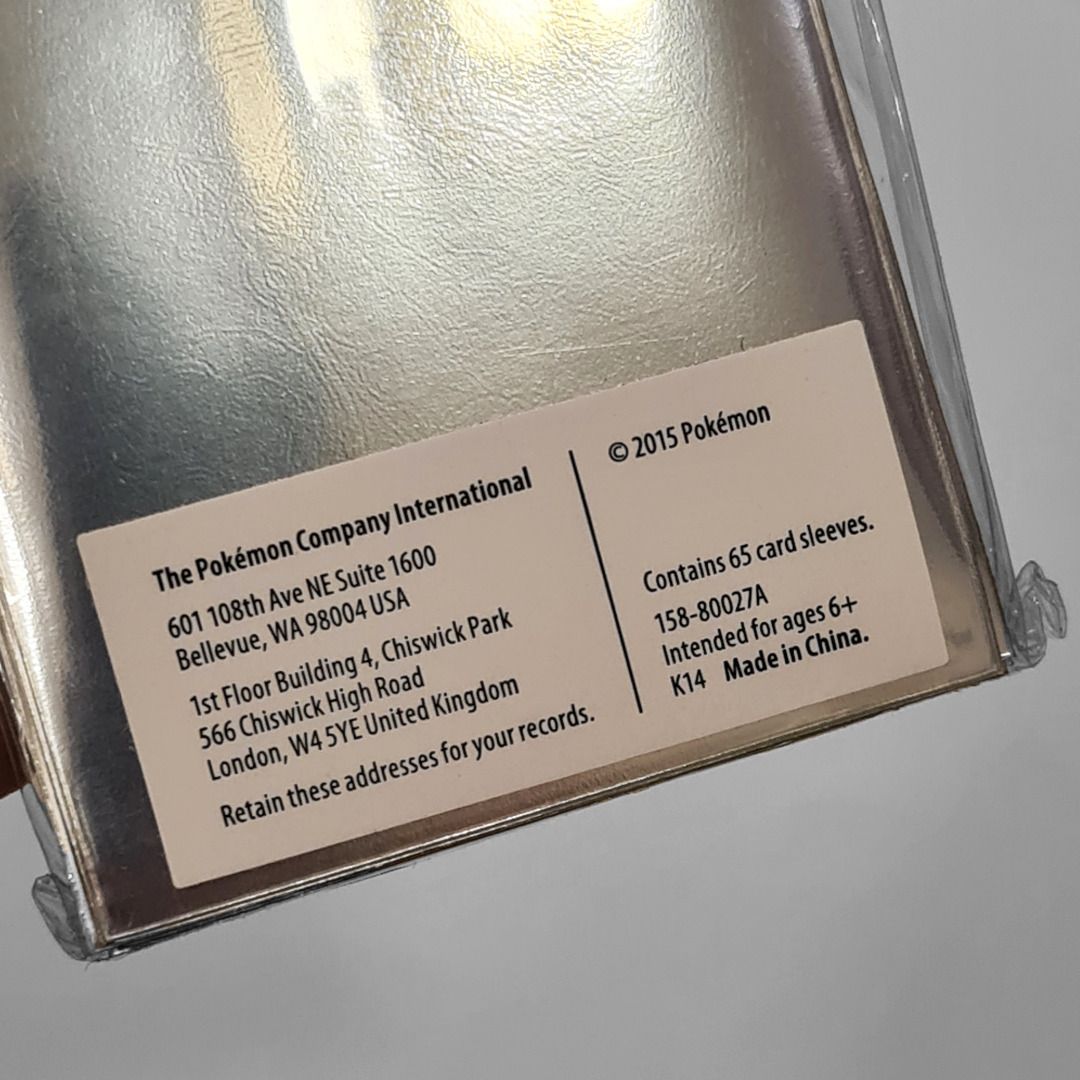 The Pokémon Company International
601 108th Ave NE Suite 1600
Bellevue, WA 98004 USA
1st Floor Building 4, Chiswick Park
566 Chiswick High Road
London, W4 5YE United Kingdom
Retain these addresses for your records.
© 2015 Pokémon
Contains 65 card sleeves.
158-80027A
Intended for ages 6+
K14 Made in China.